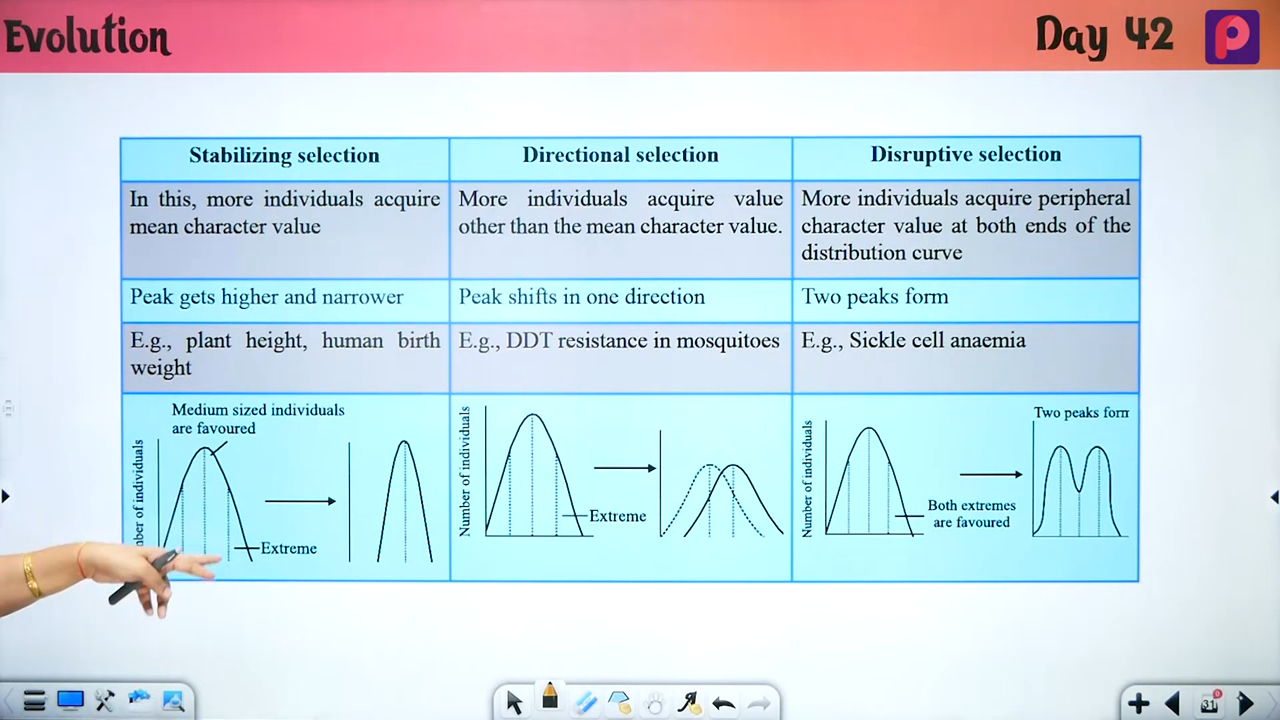 Evolution
Day 42
Stabilizing selection
Directional selection
Disruptive selection
In this, more individuals acquire
mean character value
More individuals acquire value
other than the mean character value.
More individuals acquire peripheral
character value at both ends of the
distribution curve
Peak gets higher and narrower
Peak shifts in one direction
Two peaks form
E.g., plant height, human birth
weight
E.g., DDT resistance in mosquitoes
E.g., Sickle cell anaemia
Medium sized individuals
are favoured
ber of individuals
Extreme
Number of individuals
Extreme
Number of individuals
Both extremes
are favoured
Two peaks form
31